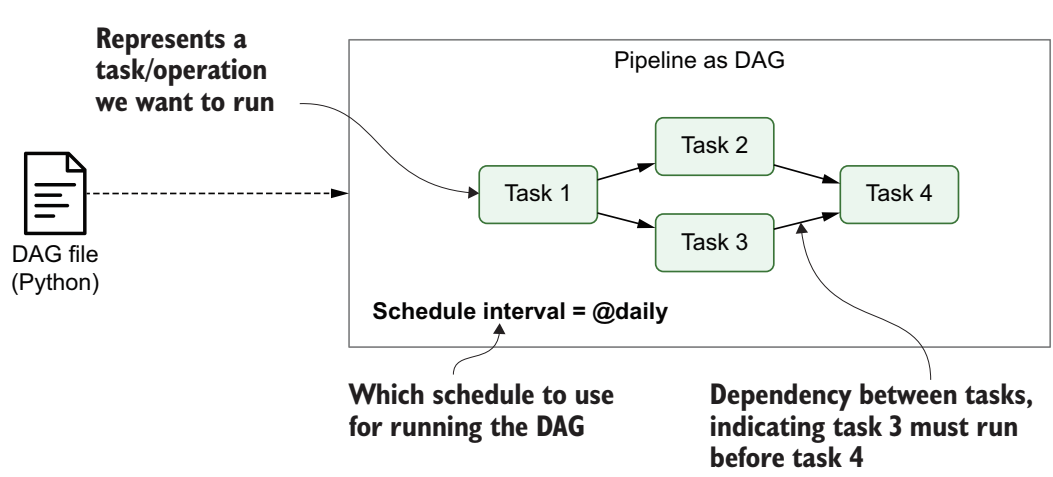 Represents a
task/operation
we want to run
Pipeline as DAG
Task 2
Task 1
Task 4
Task 3
DAG file
(Python)
Schedule interval = @daily
Which schedule to use
for running the DAG
Dependency between tasks,
indicating task 3 must run
before task 4